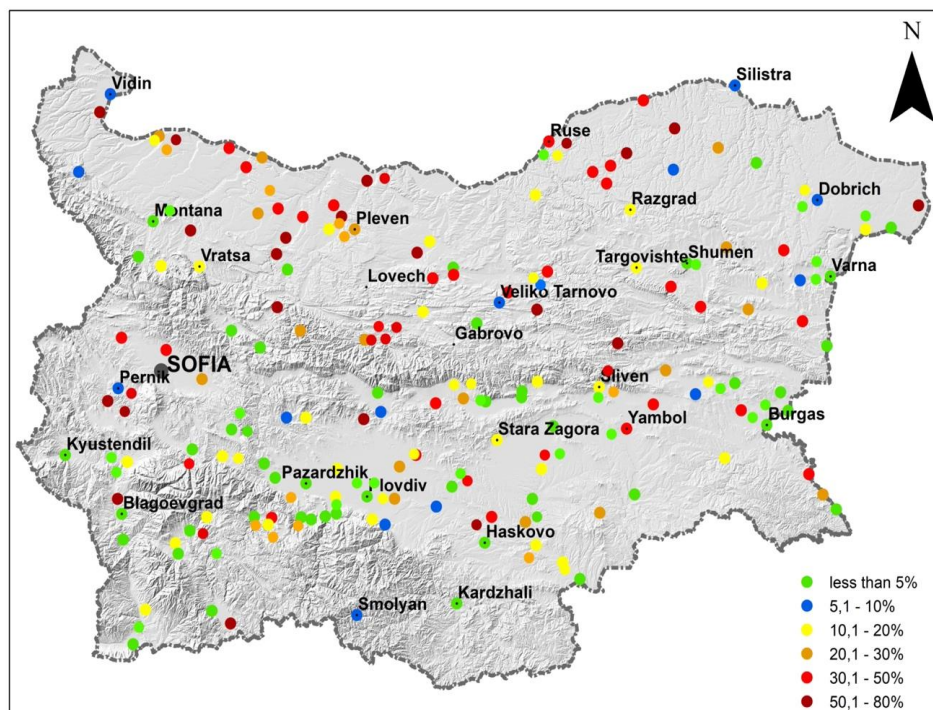 N
Vidin
Silistra
Ruse
Montana
Pleven
Razgrad
Dobrich
Vratsa
Targovishte
Shumen
Varna
Lovech
Veliko Tarnovo
Gabrovo
SOFIA
Pernik
Sliven
Burgas
Yambol
Stara Zagora
Kyustendil
Pazardzhik
Plovdiv
Blagoevgrad
Haskovo
Kardzhali
Smolyan
less than 5%
5,1 - 10%
10,1 - 20%
20,1 - 30%
30,1 - 50%
50,1 - 80%